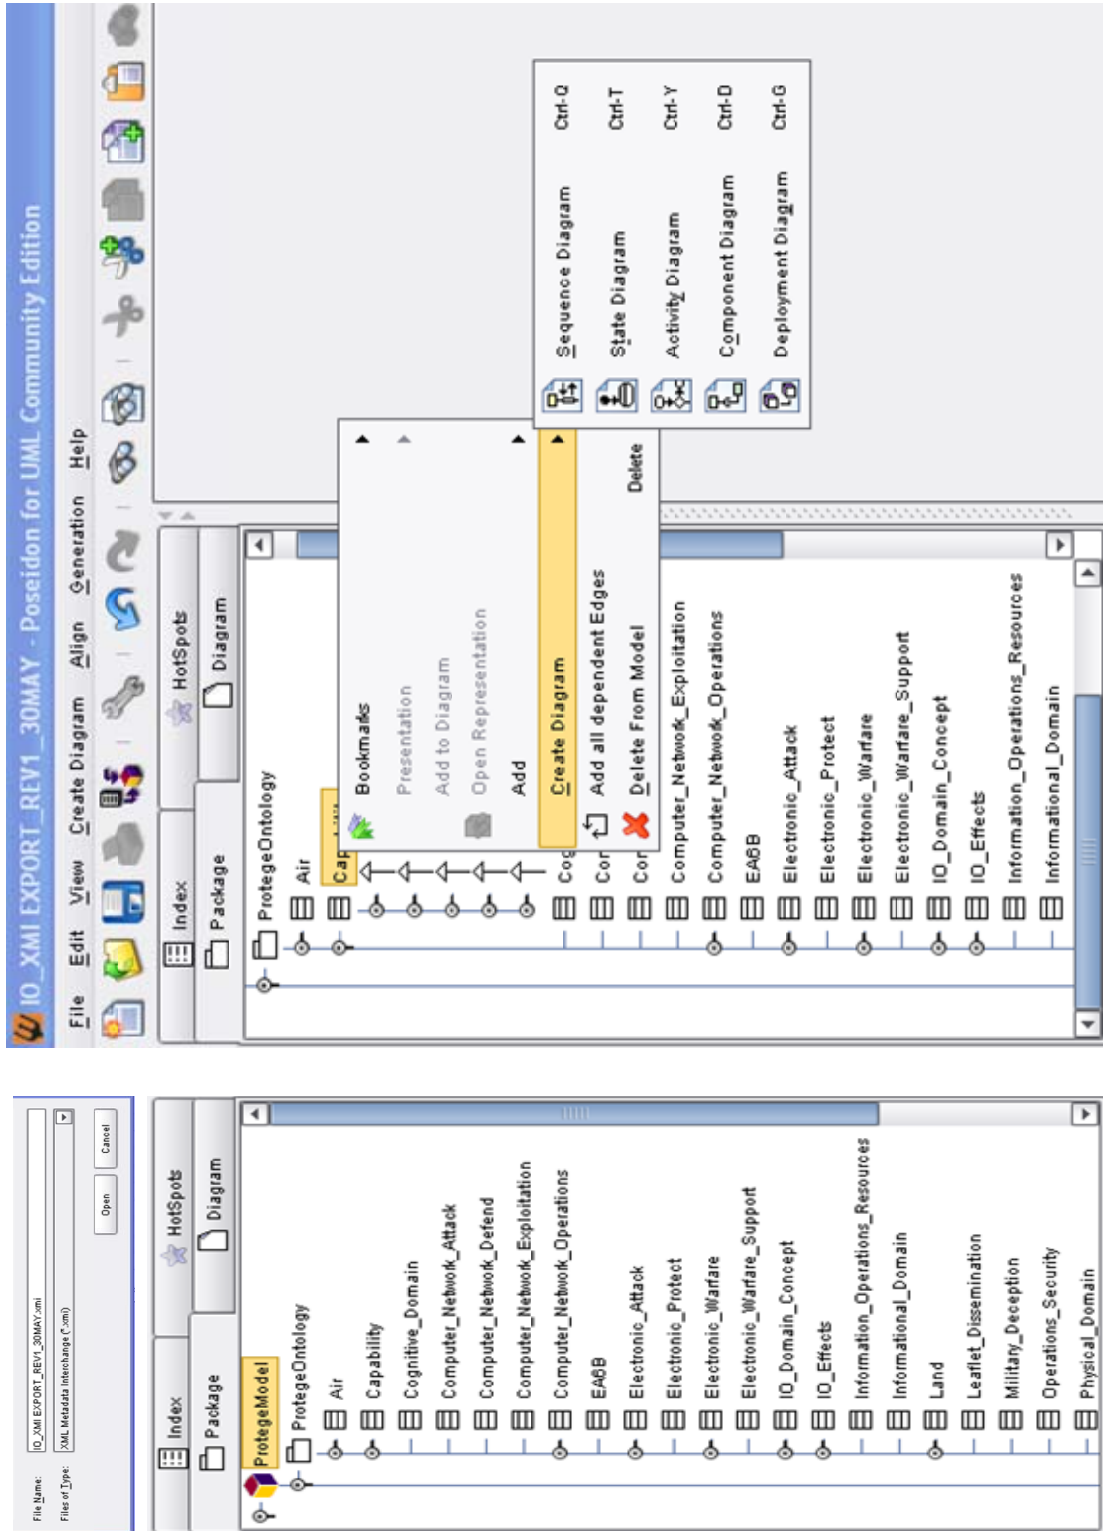 File Name: IO_XMI EXPORT_REV1_30MAY.xmi
Files of Type: XML Metadata Interchange (*.xmi)
Open Cancel
Index HotSpots
Package Diagram
ProtegeModel
ProtegeOntology
Air
Capability
Cognitive_Domain
Computer_Network_Attack
Computer_Network_Defend
Computer_Network_Exploitation
Computer_Network_Operations
EA6B
Electronic_Attack
Electronic_Protect
Electronic_Warfare
Electronic_Warfare_Support
IO_Domain_Concept
IO_Effects
Information_Operations_Resources
Informational_Domain
Land
Leaflet_Dissemination
Military_Deception
Operations_Security
Physical_Domain
IO_XMI EXPORT_REV1_30MAY - Poseidon for UML Community Edition
File Edit View Create Diagram Align Generation Help
Index HotSpots
Package Diagram
ProtegeOntology
Air
Cap
Cog
Cor
Cor
Computer_Network_Exploitation
Computer_Network_Operations
EA6B
Electronic_Attack
Electronic_Protect
Electronic_Warfare
Electronic_Warfare_Support
IO_Domain_Concept
IO_Effects
Information_Operations_Resources
Informational_Domain
Bookmarks
Presentation
Add to Diagram
Open Representation
Add
Create Diagram
Add all dependent Edges
Delete From Model Delete
Sequence Diagram Ctrl-Q
State Diagram Ctrl-T
Activity Diagram Ctrl-Y
Component Diagram Ctrl-D
Deployment Diagram Ctrl-G